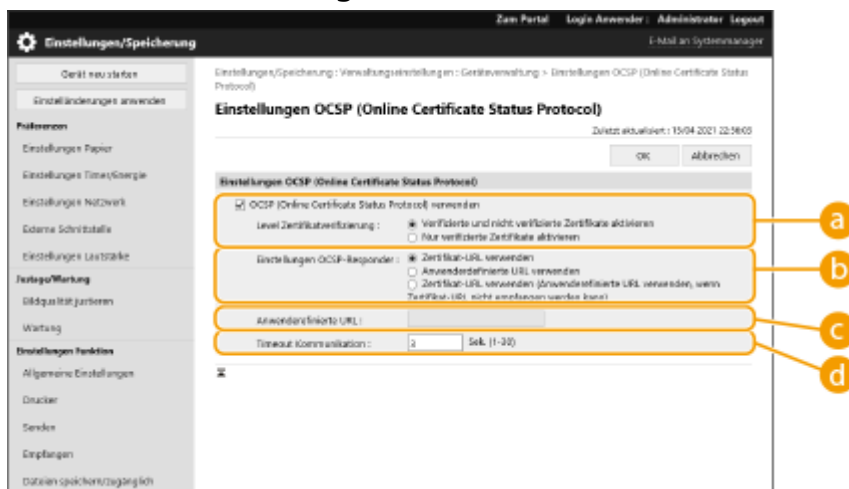 Zum Portal Login Anwender : Administrator Logout
Einstellungen/Speicherung
E-Mail an Systemmanager
Gerät neu starten
Einstelländerungen anwenden
Präferenzen
Einstellungen Papier
Einstellungen Timer/Energie
Einstellungen Netzwerk
Externe Schnittstelle
Einstellungen Lautstärke
Justage/Wartung
Bildqualität justieren
Wartung
Einstellungen Funktion
Allgemeine Einstellungen
Drucker
Senden
Empfangen
Dateien speichern/zugänglich
Einstellungen/Speicherung : Verwaltungseinstellungen : Geräteverwaltung > Einstellungen OCSP (Online Certificate Status
Protocol)
Einstellungen OCSP (Online Certificate Status Protocol)
Zuletzt aktualisiert : 15/04 2021 22:56:03
OK Abbrechen
Einstellungen OCSP (Online Certificate Status Protocol)
OCSP (Online Certificate Status Protocol) verwenden
Level Zertifikatverifizierung : Verifizierte und nicht verifizierte Zertifikate aktivieren
Nur verifizierte Zertifikate aktivieren
a
Einstellungen OCSP-Responder : Zertifikat-URL verwenden
Anwenderdefinierte URL verwenden
Zertifikat-URL verwenden (Anwenderefinierte URL verwenden, wenn
Zertifikat-URL nicht empfangen werden kann)
b
Anwenderefinierte URL :
c
Timeout Kommunikation : 3 Sek. (1-30)
d